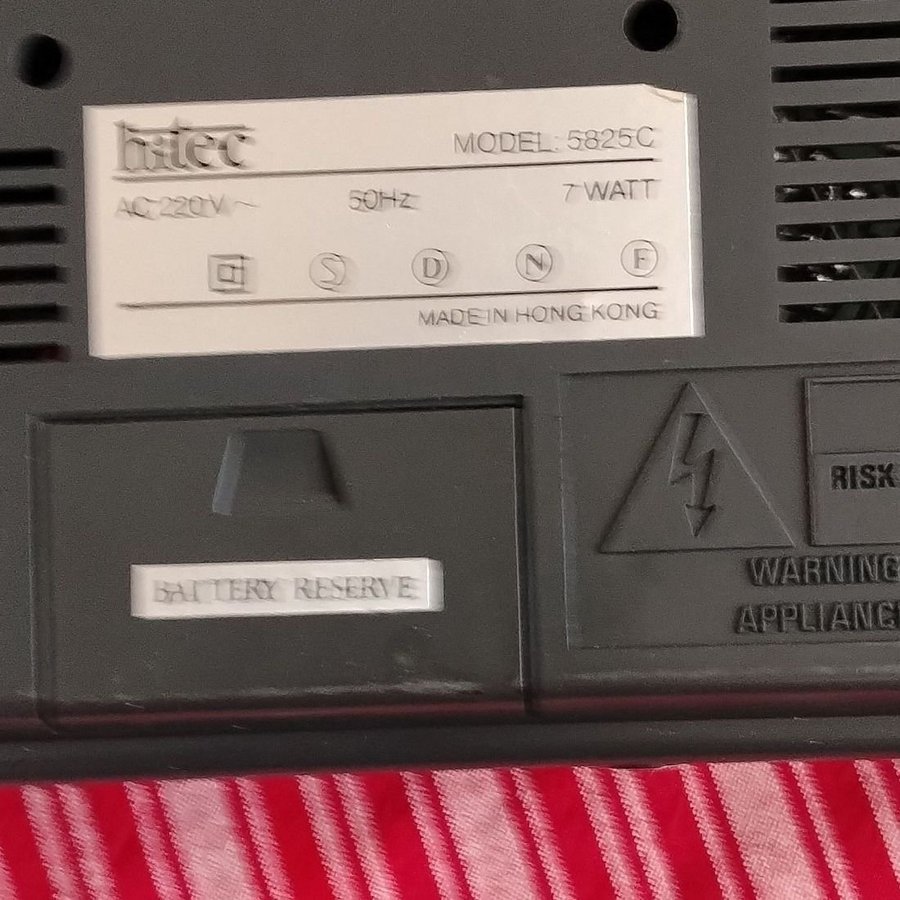 hitec
MODEL: 5825C
AC 220V ~ 50Hz 7 WATT
S D N F
MADE IN HONG KONG
BATTERY RESERVE
RISK
WARNING
APPLIANC